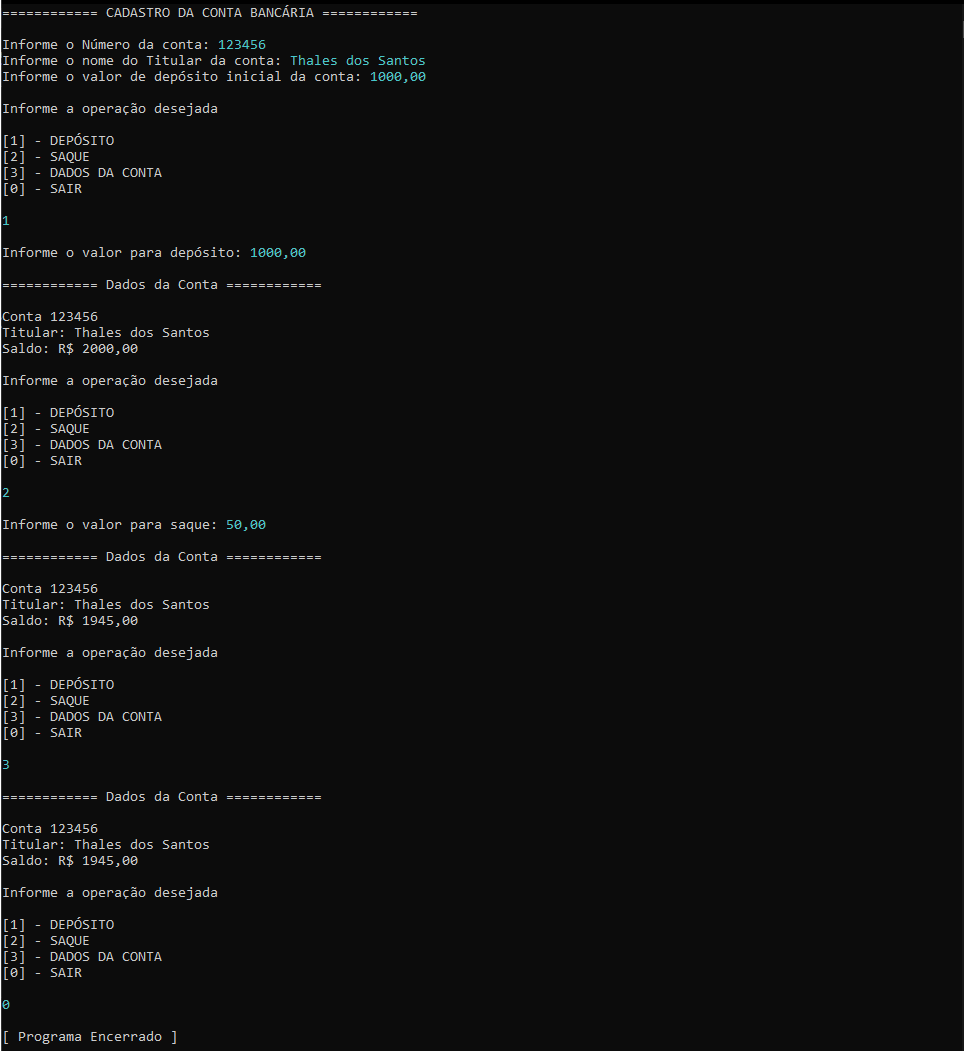 ============ CADASTRO DA CONTA BANCÁRIA ============
Informe o Número da conta: 123456
Informe o nome do Titular da conta: Thales dos Santos
Informe o valor de depósito inicial da conta: 1000,00
Informe a operação desejada
[1] - DEPÓSITO
[2] - SAQUE
[3] - DADOS DA CONTA
[0] - SAIR
1
Informe o valor para depósito: 1000,00
============ Dados da Conta ============
Conta 123456
Titular: Thales dos Santos
Saldo: R$ 2000,00
Informe a operação desejada
[1] - DEPÓSITO
[2] - SAQUE
[3] - DADOS DA CONTA
[0] - SAIR
2
Informe o valor para saque: 50,00
============ Dados da Conta ============
Conta 123456
Titular: Thales dos Santos
Saldo: R$ 1945,00
Informe a operação desejada
[1] - DEPÓSITO
[2] - SAQUE
[3] - DADOS DA CONTA
[0] - SAIR
3
============ Dados da Conta ============
Conta 123456
Titular: Thales dos Santos
Saldo: R$ 1945,00
Informe a operação desejada
[1] - DEPÓSITO
[2] - SAQUE
[3] - DADOS DA CONTA
[0] - SAIR
0
[ Programa Encerrado ]